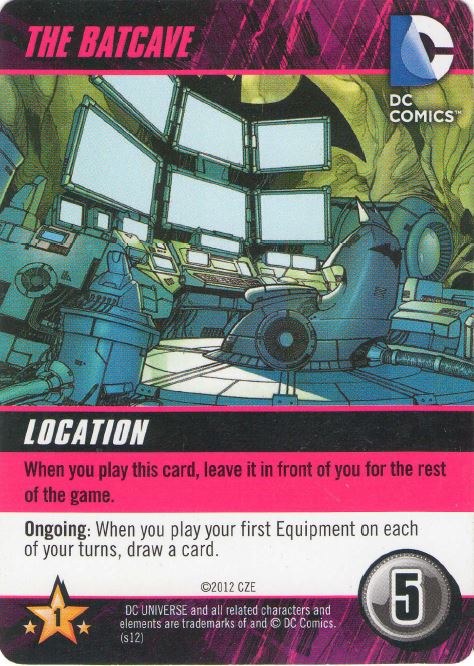 THE BATCAVE
DC
COMICS™
LOCATION
When you play this card, leave it in front of you for the rest
of the game.
Ongoing: When you play your first Equipment on each
of your turns, draw a card.
©2012 CZE
1
DC UNIVERSE and all related characters and
elements are trademarks of and © DC Comics.
(s12)
5